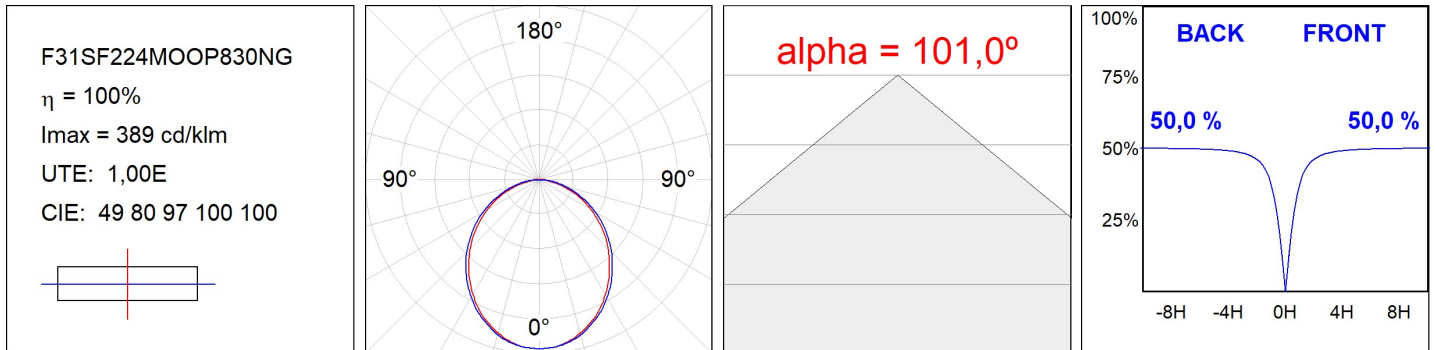 F31SF224MOOP830NG
η = 100%
Imax = 389 cd/klm
UTE: 1,00E
CIE: 49 80 97 100 100
180°
90° 90°
0°
alpha = 101,0º
100%
BACK FRONT
75%
50,0 % 50,0 %
50%
25%
-8H -4H 0H 4H 8H